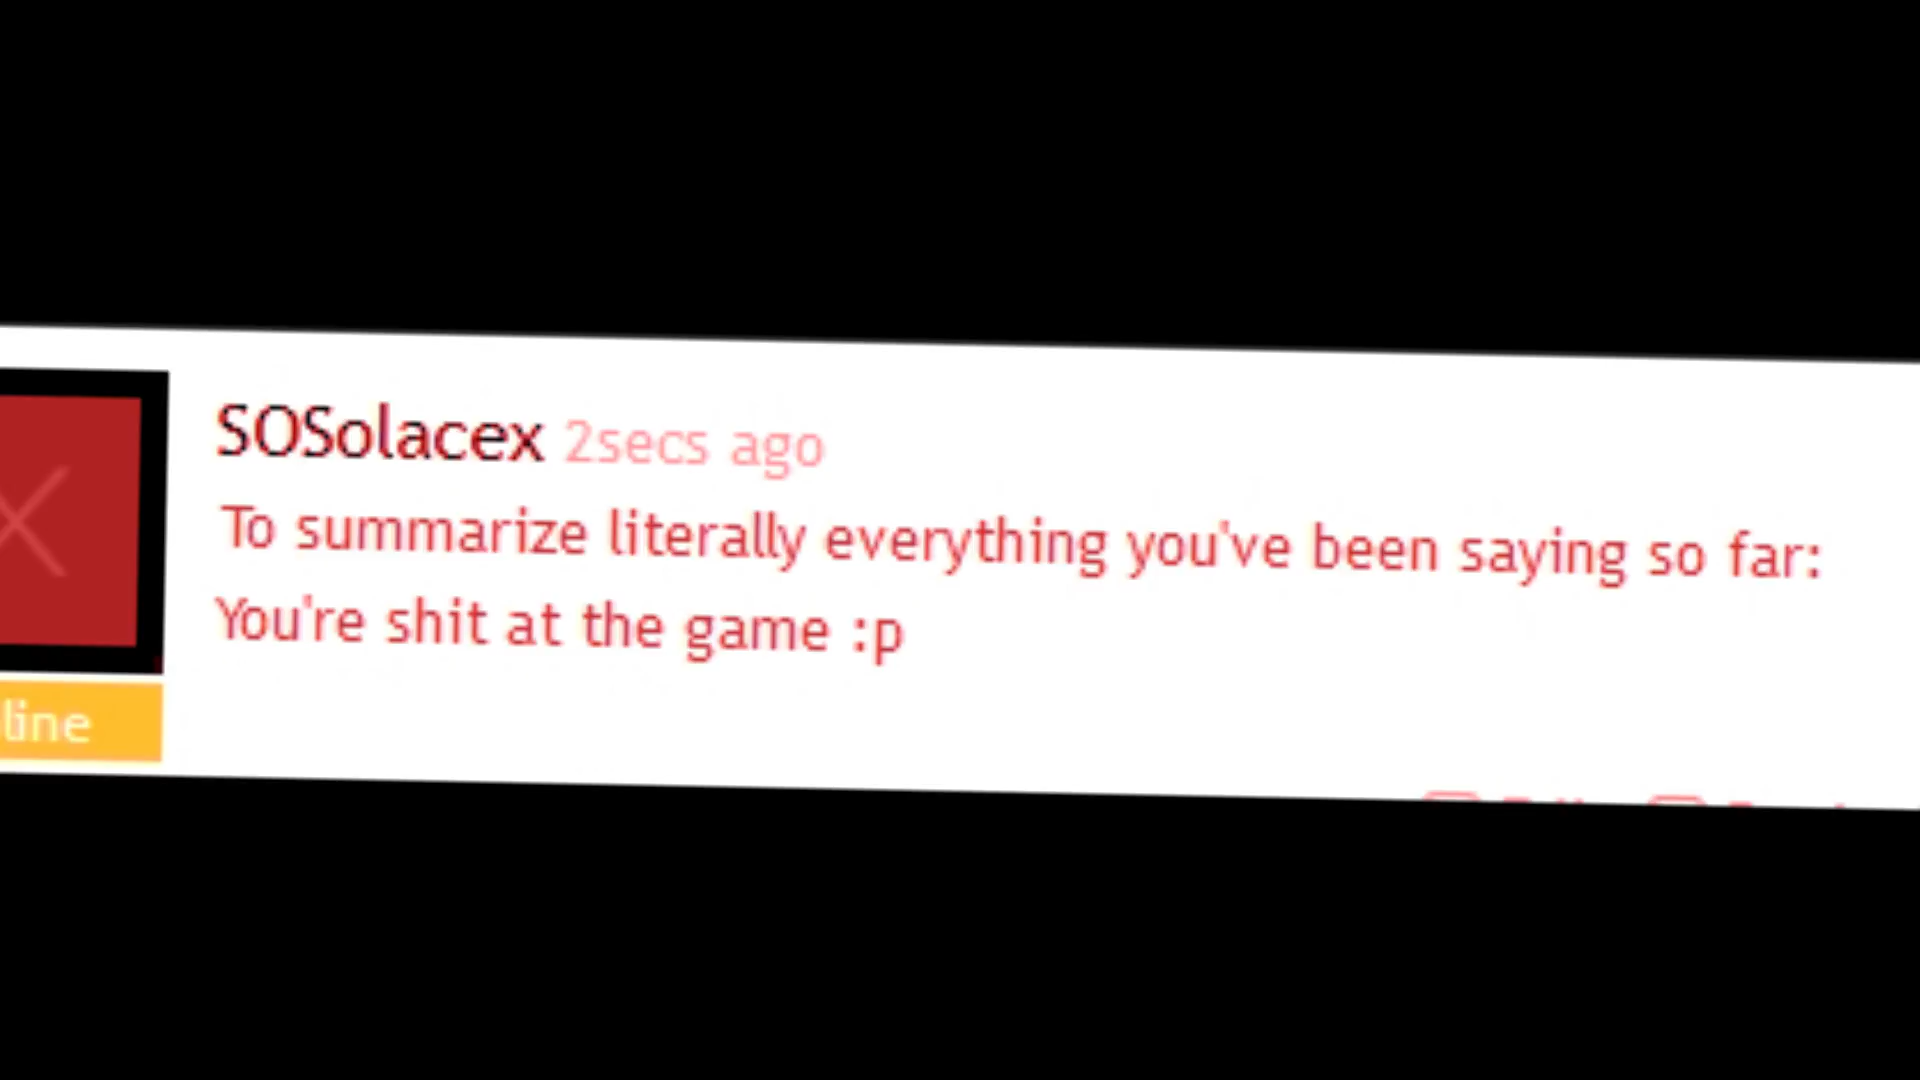 SOSolacex 2secs ago
To summarize literally everything you've been saying so far:
You're shit at the game :p
line